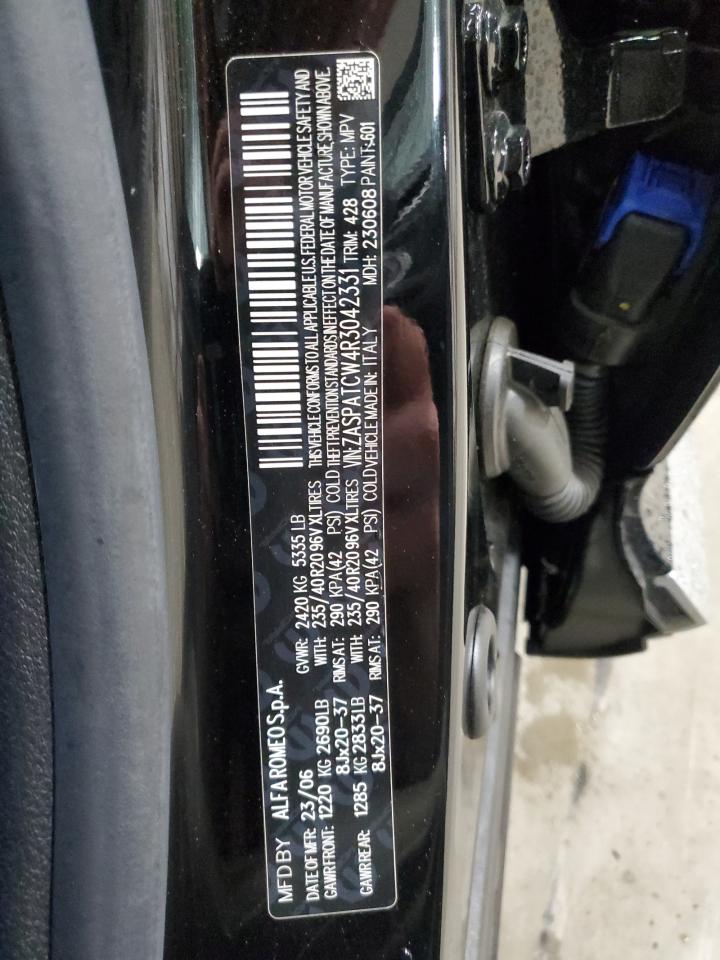 MFD BY ALFA ROMEO S.p.A.
DATE OF MFR: 23/06 GVWR: 2420 KG 5335 LB
GAWR FRONT: 1220 KG 2690LB WITH: 235/40R20 96V XL TIRES THIS VEHICLE CONFORMS TO ALL APPLICABLE U.S. FEDERAL MOTOR VEHICLE SAFETY AND
8Jx20-37 RIMS AT: 290 KPA(42 PSI) COLD THEFT PREVENTION STANDARDS IN EFFECT ON THE DATE OF MANUFACTURE SHOWN ABOVE.
GAWR REAR: 1285 KG 2833LB WITH: 235/40R20 96V XL TIRES VIN: ZASPATCW4R3042331 TRIM: 428 TYPE: MPV
8Jx20-37 RIMS AT: 290 KPA(42 PSI) COLD VEHICLE MADE IN: ITALY MDH: 230608 PAINT: 601